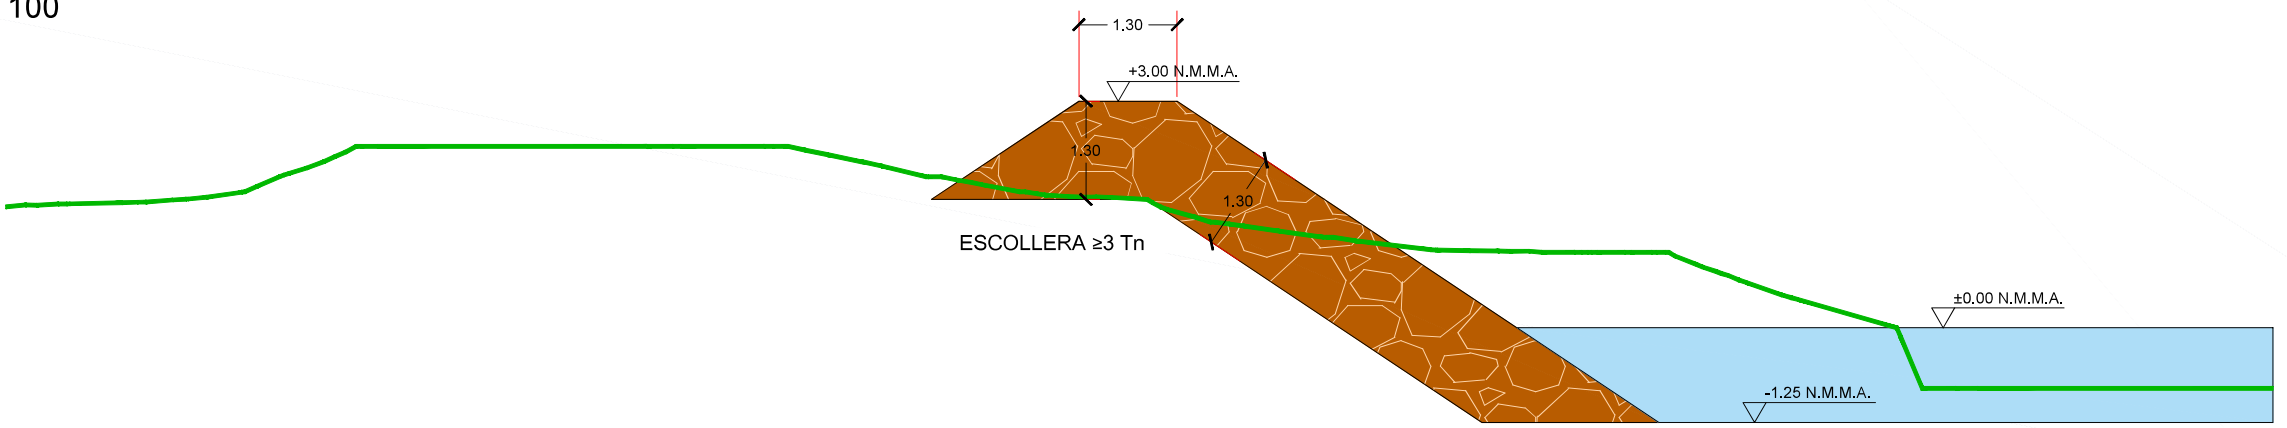 100
1.30
+3.00 N.M.M.A.
1.30
1.30
ESCOLLERA ≥3 Tn
±0.00 N.M.M.A.
-1.25 N.M.M.A.